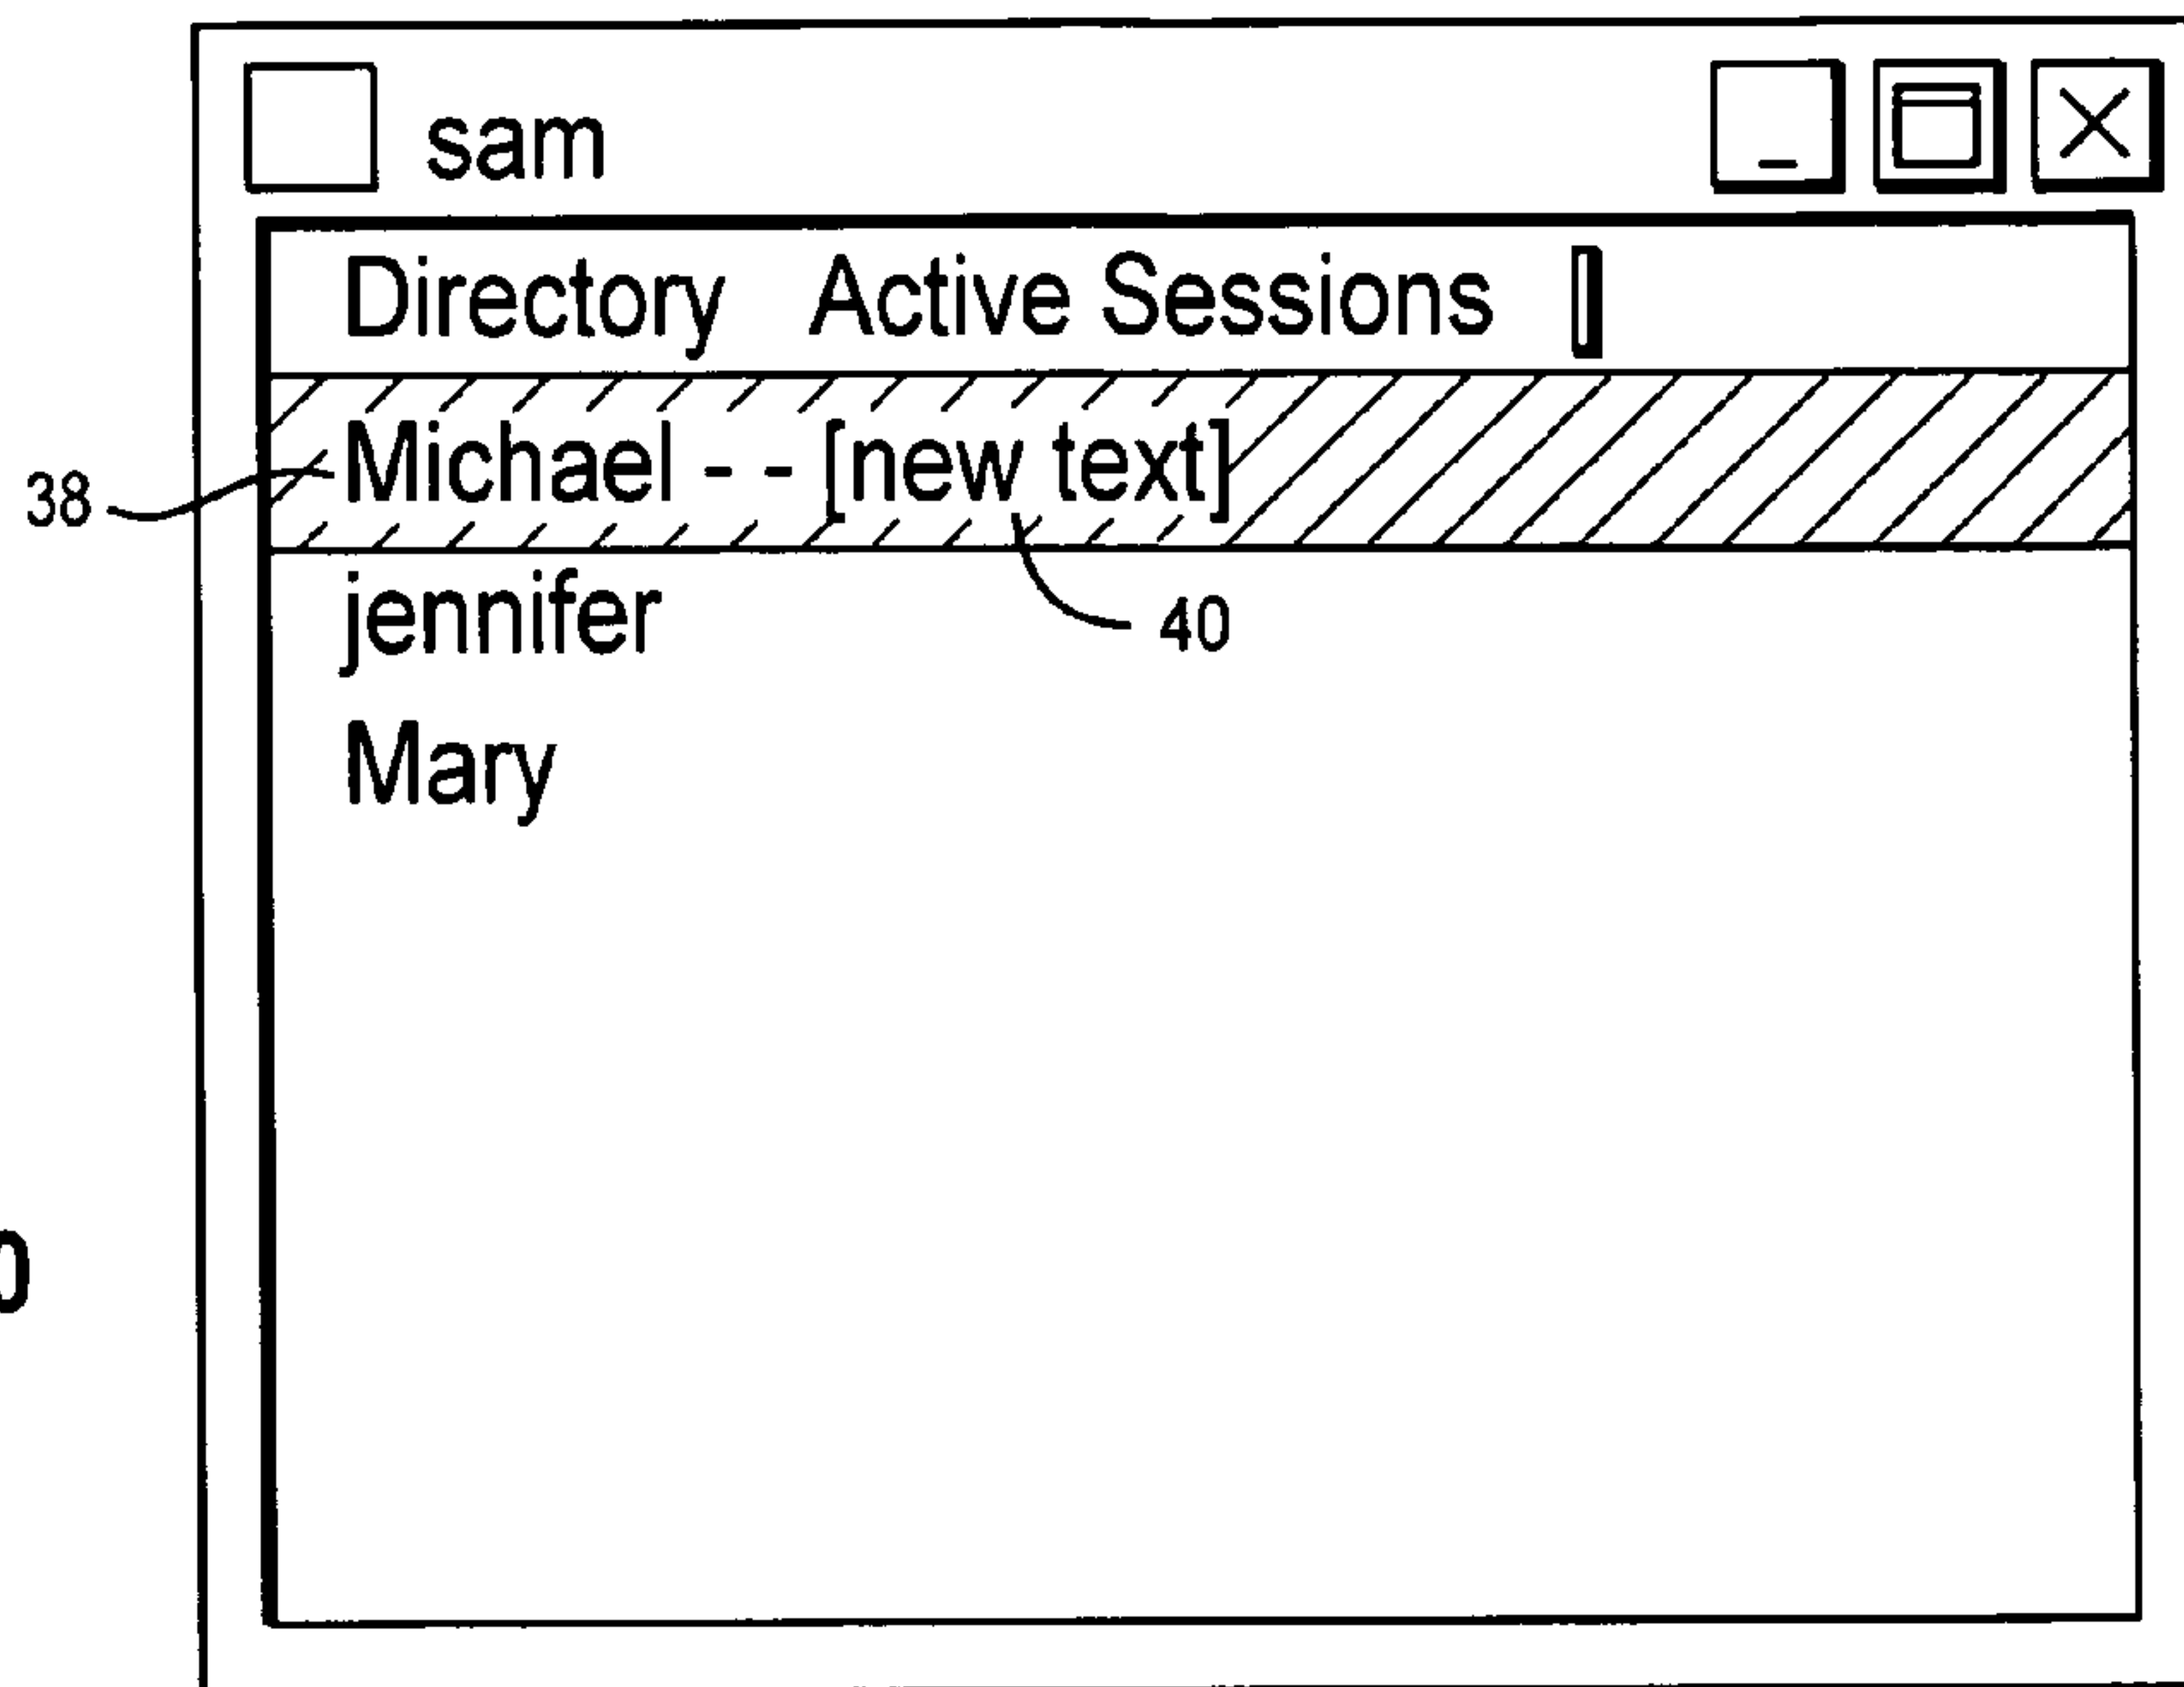 sam
Directory Active Sessions
38 Michael - - [new text]
jennifer
40
Mary